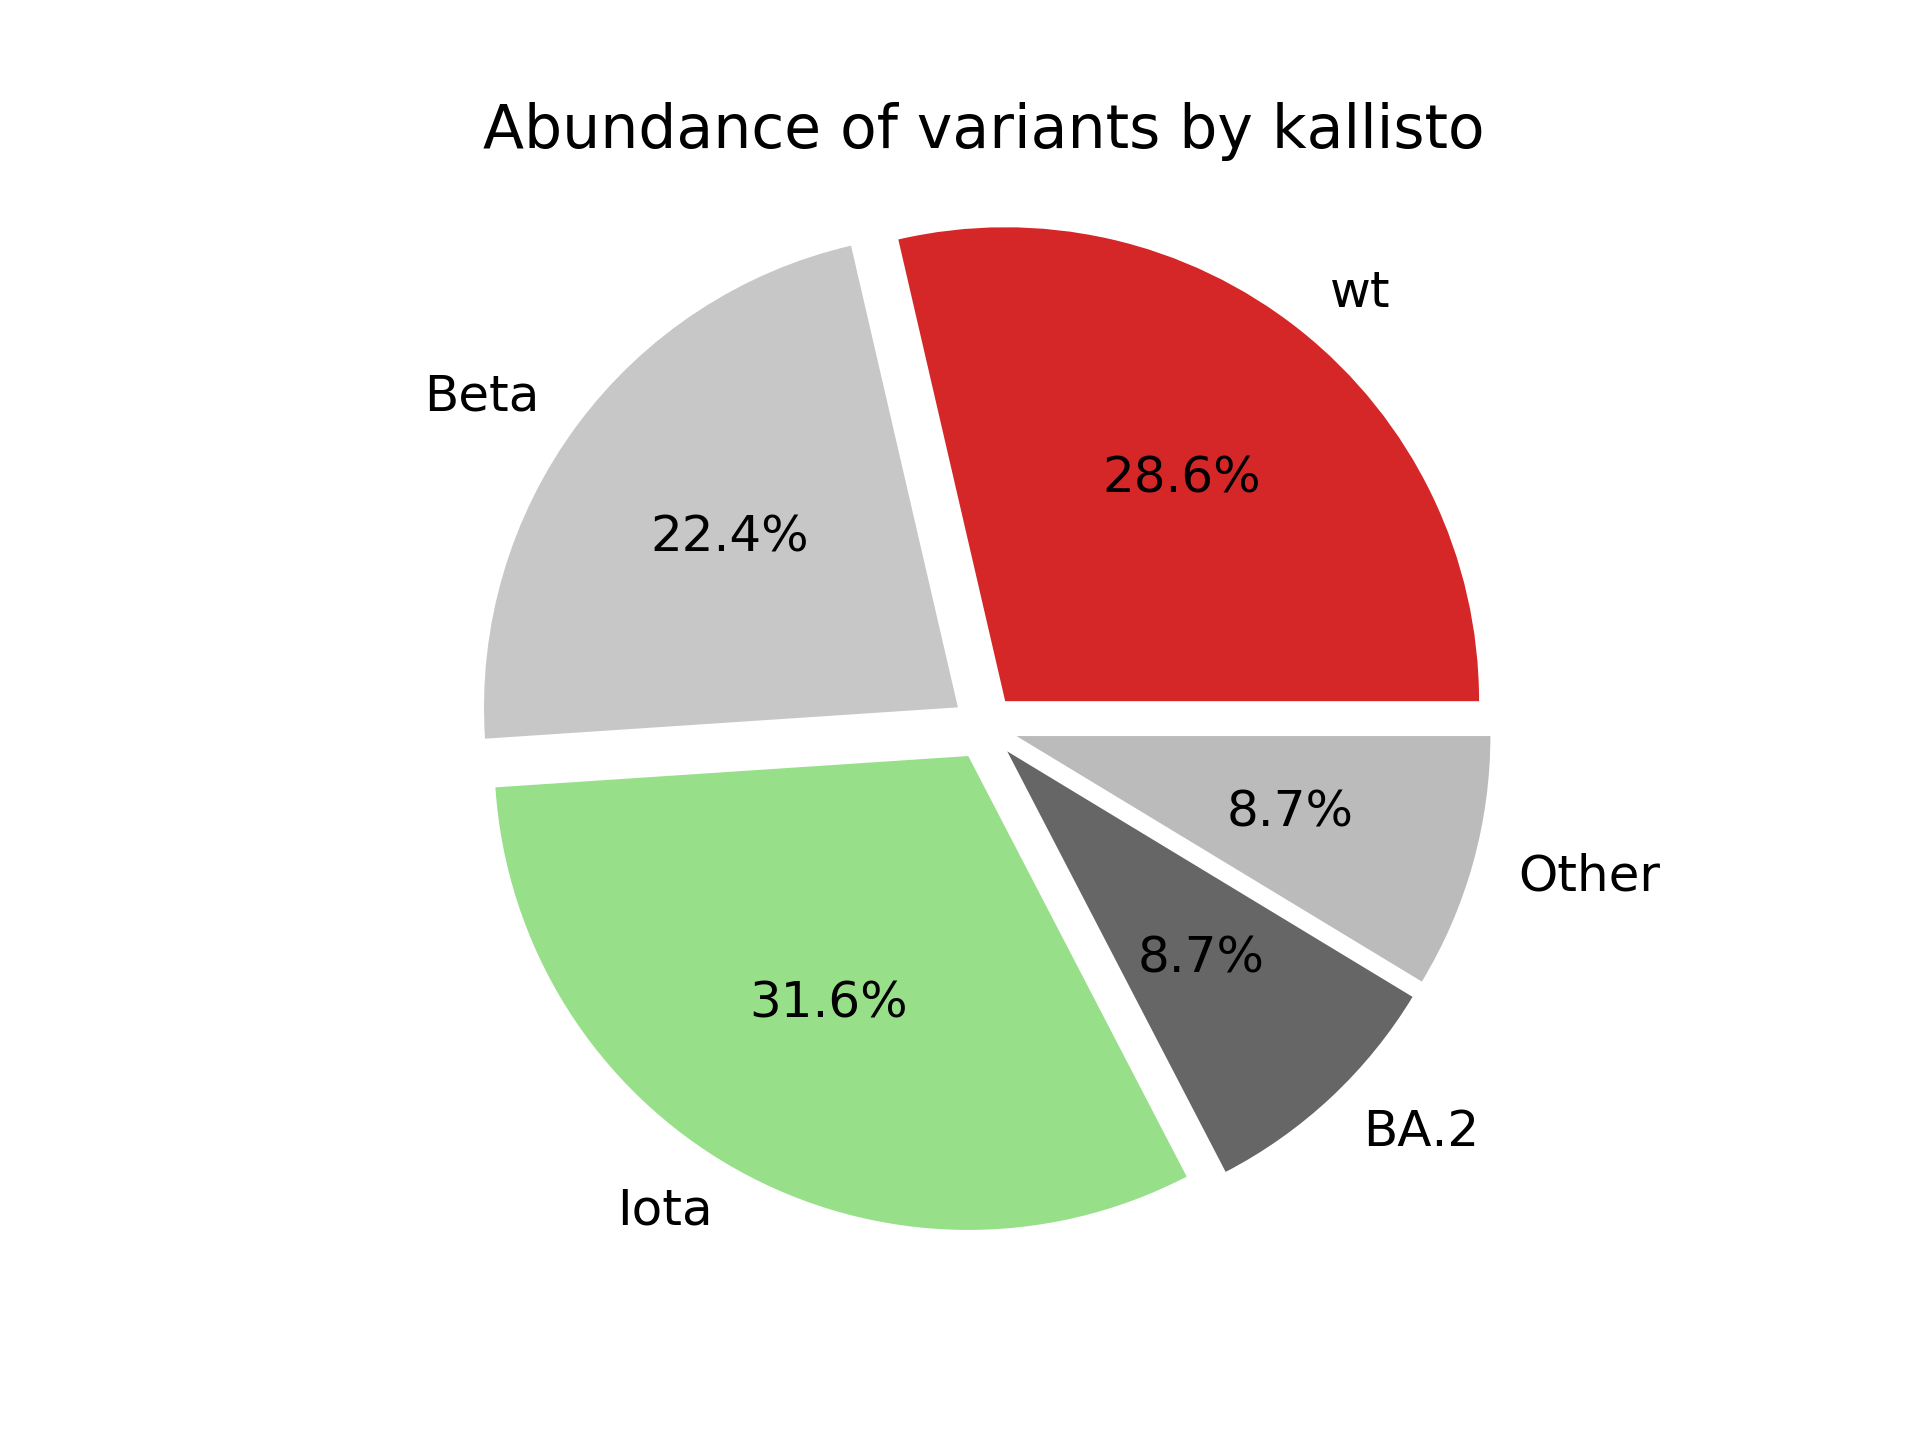 Abundance of variants by kallisto
wt
28.6%
Beta
22.4%
Iota
31.6%
BA.2
8.7%
Other
8.7%